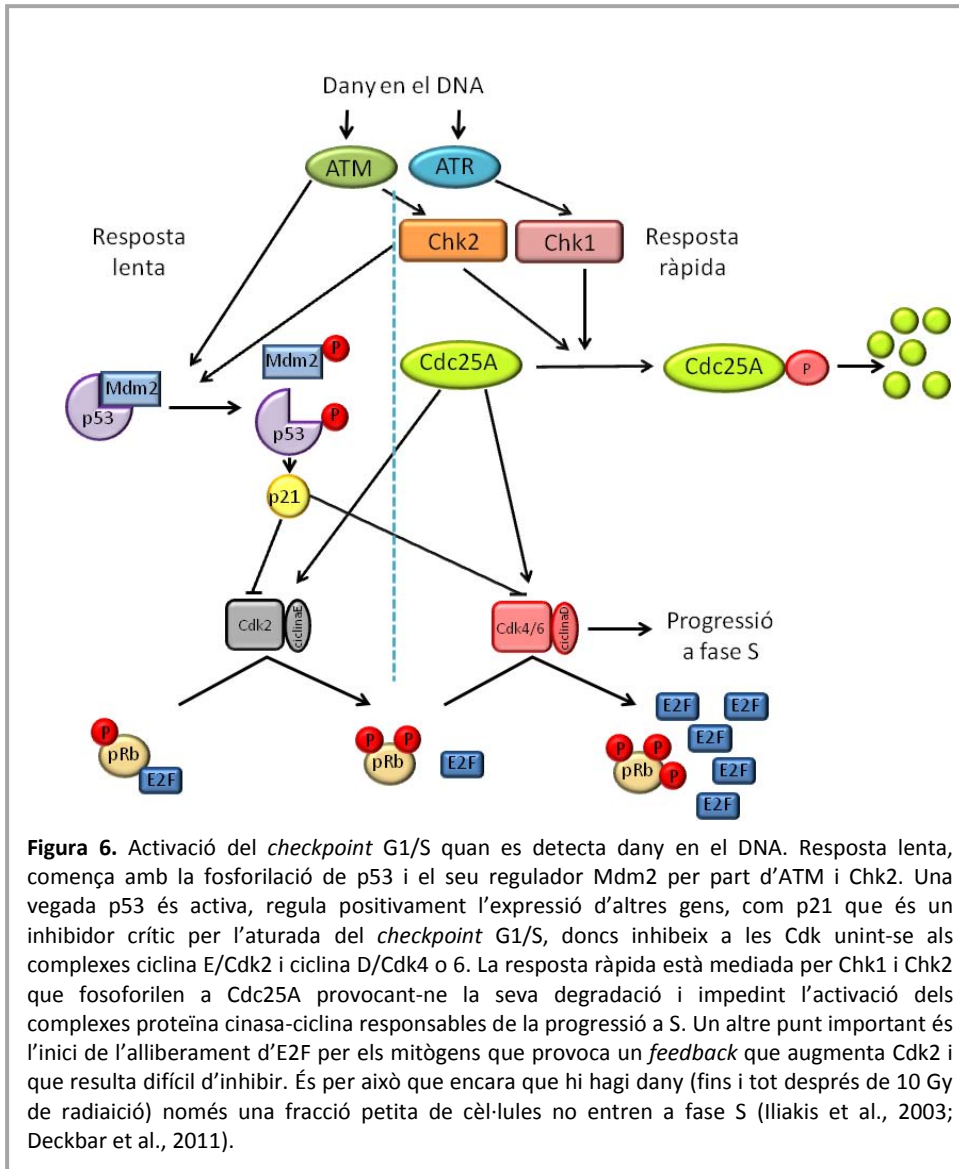 Dany en el DNA
ATM
ATR
Resposta
lenta
Chk2
Chk1
Resposta
ràpida
Mdm2
p53
Mdm2
P
p53
P
Cdc25A
Cdc25A
P
p21
Cdk2
ciclinaE
Cdk4/6
ciclinaD
Progressió
a fase S
P
pRb
E2F
P
P
pRb
E2F
P
P
pRb
P
E2F
E2F
E2F
E2F
E2F
E2F
Figura 6. Activació del checkpoint G1/S quan es detecta dany en el DNA. Resposta lenta,
comença amb la fosforilació de p53 i el seu regulador Mdm2 per part d'ATM i Chk2. Una
vegada p53 és activa, regula positivament l'expressió d'altres gens, com p21 que és un
inhibidor crític per l'aturada del checkpoint G1/S, doncs inhibeix a les Cdk unint-se als
complexes ciclina E/Cdk2 i ciclina D/Cdk4 o 6. La resposta ràpida està mediada per Chk1 i Chk2
que fosoforilen a Cdc25A provocant-ne la seva degradació i impedint l'activació dels
complexes proteïna cinasa-ciclina responsables de la progressió a S. Un altre punt important és
l'inici de l'alliberament d'E2F per els mitògens que provoca un feedback que augmenta Cdk2 i
que resulta difícil d'inhibir. És per això que encara que hi hagi dany (fins i tot després de 10 Gy
de radiaició) només una fracció petita de cèl·lules no entren a fase S (Iliakis et al., 2003;
Deckbar et al., 2011).